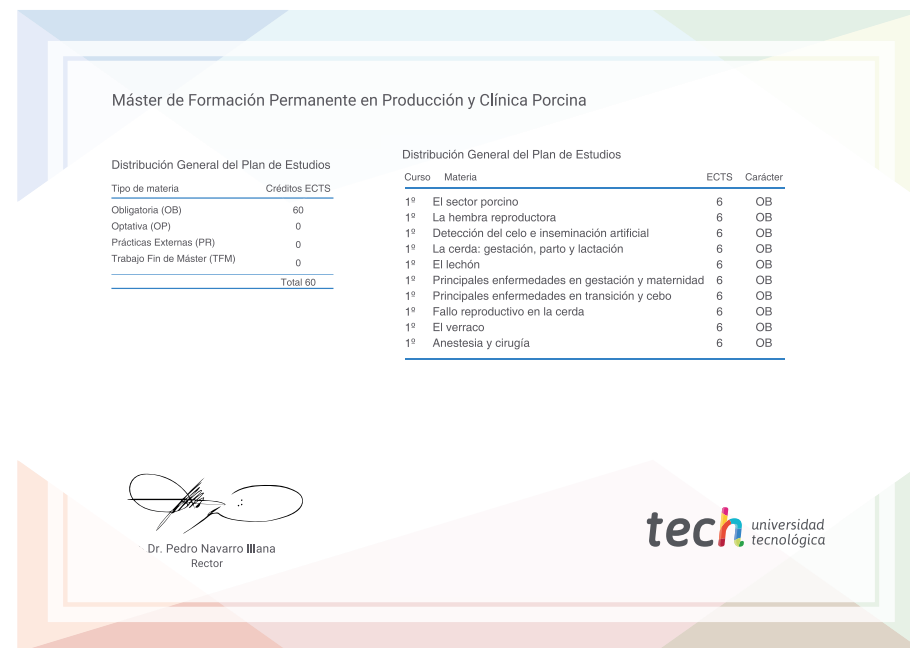 Máster de Formación Permanente en Producción y Clínica Porcina
Distribución General del Plan de Estudios
Tipo de materia Créditos ECTS
Obligatoria (OB) 60
Optativa (OP) 0
Prácticas Externas (PR) 0
Trabajo Fin de Máster (TFM) 0
Total 60
Distribución General del Plan de Estudios
Curso Materia ECTS Carácter
1º El sector porcino 6 OB
1º La hembra reproductora 6 OB
1º Detección del celo e inseminación artificial 6 OB
1º La cerda: gestación, parto y lactación 6 OB
1º El lechón 6 OB
1º Principales enfermedades en gestación y maternidad 6 OB
1º Principales enfermedades en transición y cebo 6 OB
1º Fallo reproductivo en la cerda 6 OB
1º El verraco 6 OB
1º Anestesia y cirugía 6 OB
Dr. Pedro Navarro Illana
Rector
tech universidad
tecnológica